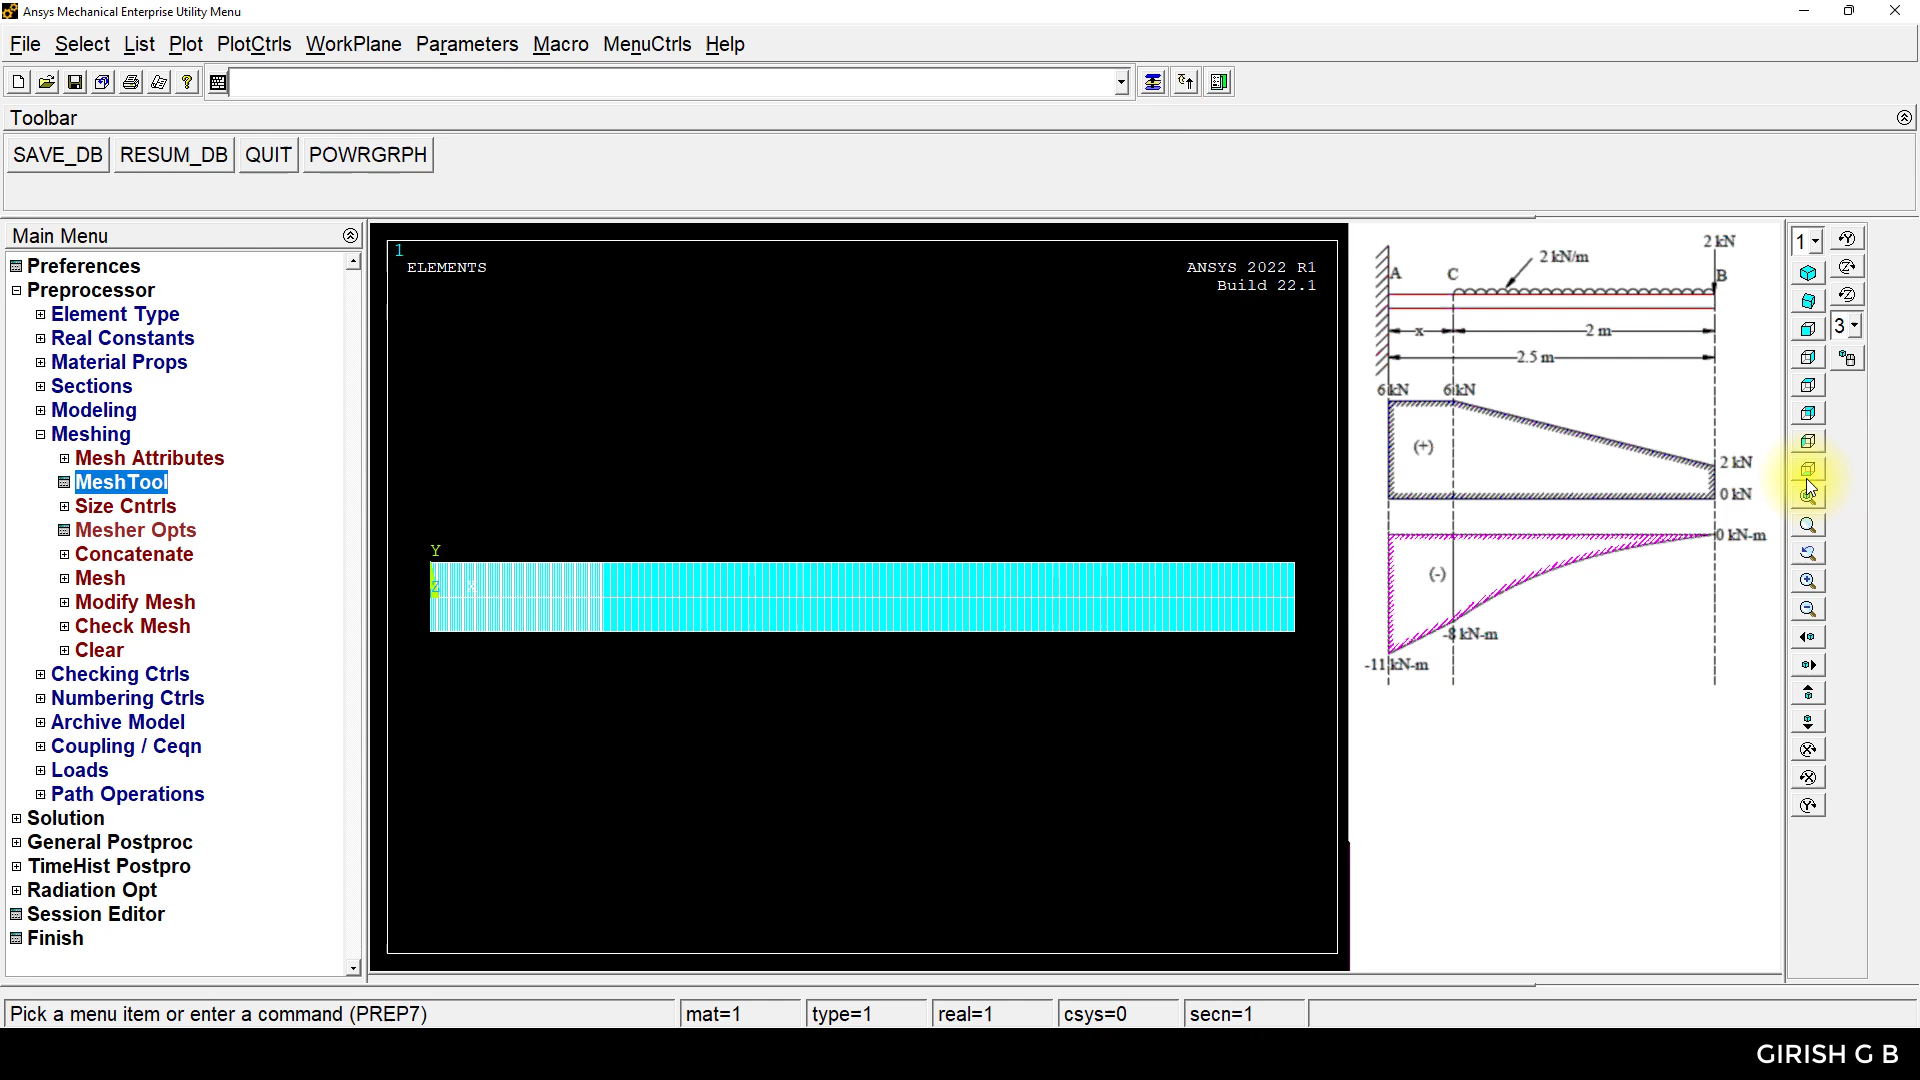 Ansys Mechanical Enterprise Utility Menu
File Select List Plot PlotCtrls WorkPlane Parameters Macro MenuCtrls Help
Toolbar
SAVE_DB RESUM_DB QUIT POWRGRPH
Main Menu
Preferences
Preprocessor
Element Type
Real Constants
Material Props
Sections
Modeling
Meshing
Mesh Attributes
MeshTool
Size Cntrls
Mesher Opts
Concatenate
Mesh
Modify Mesh
Check Mesh
Clear
Checking Ctrls
Numbering Ctrls
Archive Model
Coupling / Ceqn
Loads
Path Operations
Solution
General Postproc
TimeHist Postpro
Radiation Opt
Session Editor
Finish
1
ELEMENTS
ANSYS 2022 R1
Build 22.1
Y
Z X
2 kN
2 kN/m
A C B
x 2 m
2.5 m
6 kN 6 kN
(+)
2 kN
0 kN
0 kN-m
(-)
-8 kN-m
-11 kN-m
1
3
Pick a menu item or enter a command (PREP7) mat=1 type=1 real=1 csys=0 secn=1
GIRISH G B